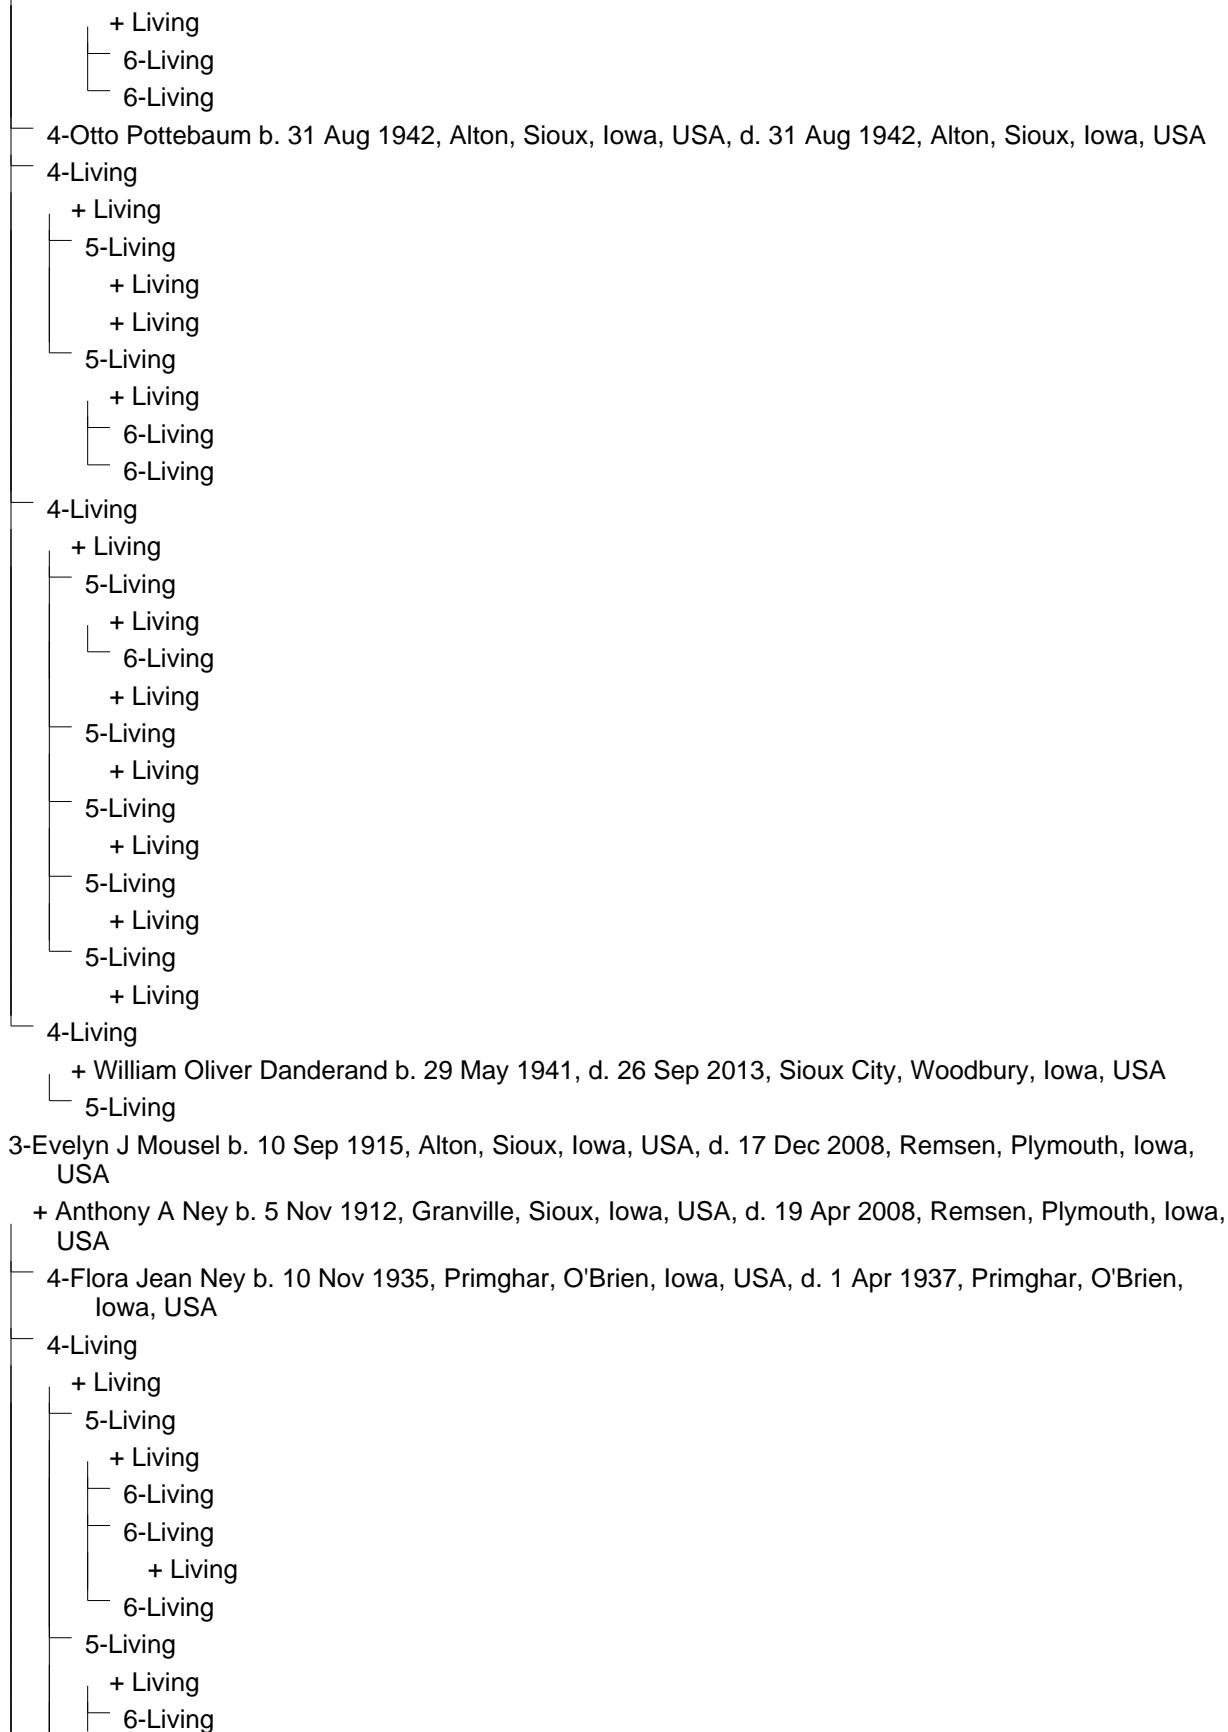 + Living
6-Living
6-Living
4-Otto Pottebaum b. 31 Aug 1942, Alton, Sioux, Iowa, USA, d. 31 Aug 1942, Alton, Sioux, Iowa, USA
4-Living
+ Living
5-Living
+ Living
+ Living
5-Living
+ Living
6-Living
6-Living
4-Living
+ Living
5-Living
+ Living
6-Living
+ Living
5-Living
+ Living
5-Living
+ Living
5-Living
+ Living
5-Living
+ Living
4-Living
+ William Oliver Danderand b. 29 May 1941, d. 26 Sep 2013, Sioux City, Woodbury, Iowa, USA
5-Living
3-Evelyn J Mousel b. 10 Sep 1915, Alton, Sioux, Iowa, USA, d. 17 Dec 2008, Remsen, Plymouth, Iowa,
USA
+ Anthony A Ney b. 5 Nov 1912, Granville, Sioux, Iowa, USA, d. 19 Apr 2008, Remsen, Plymouth, Iowa,
USA
4-Flora Jean Ney b. 10 Nov 1935, Primghar, O'Brien, Iowa, USA, d. 1 Apr 1937, Primghar, O'Brien,
Iowa, USA
4-Living
+ Living
5-Living
+ Living
6-Living
6-Living
+ Living
6-Living
5-Living
+ Living
6-Living